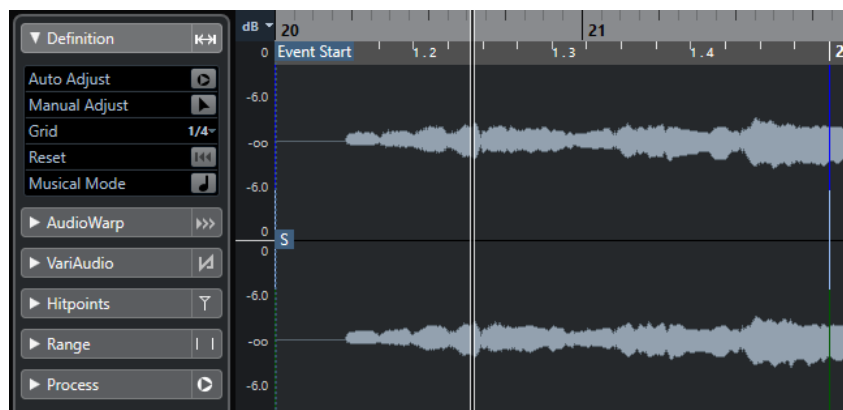 Definition
Auto Adjust
Manual Adjust
Grid 1/4
Reset
Musical Mode
AudioWarp
VariAudio
Hitpoints
Range
Process
dB 20 21
0 Event Start 1.2 1.3 1.4 2
-6.0
-oo
-6.0
0
S
0
-6.0
-oo
-6.0